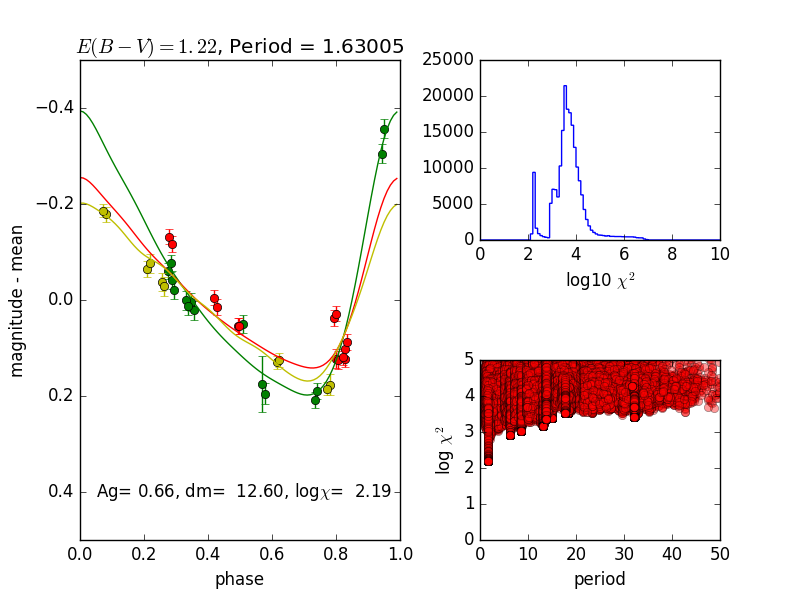 E(B−V)=1.22, Period = 1.63005
−0.4
−0.2
0.0
0.2
0.4
magnitude - mean
Ag= 0.66, dm=  12.60, logχ=  2.19
0.0 0.2 0.4 0.6 0.8 1.0
phase
25000
20000
15000
10000
5000
0
0 2 4 6 8 10
log10 χ²
5
4
3
2
1
0
log χ²
0 10 20 30 40 50
period